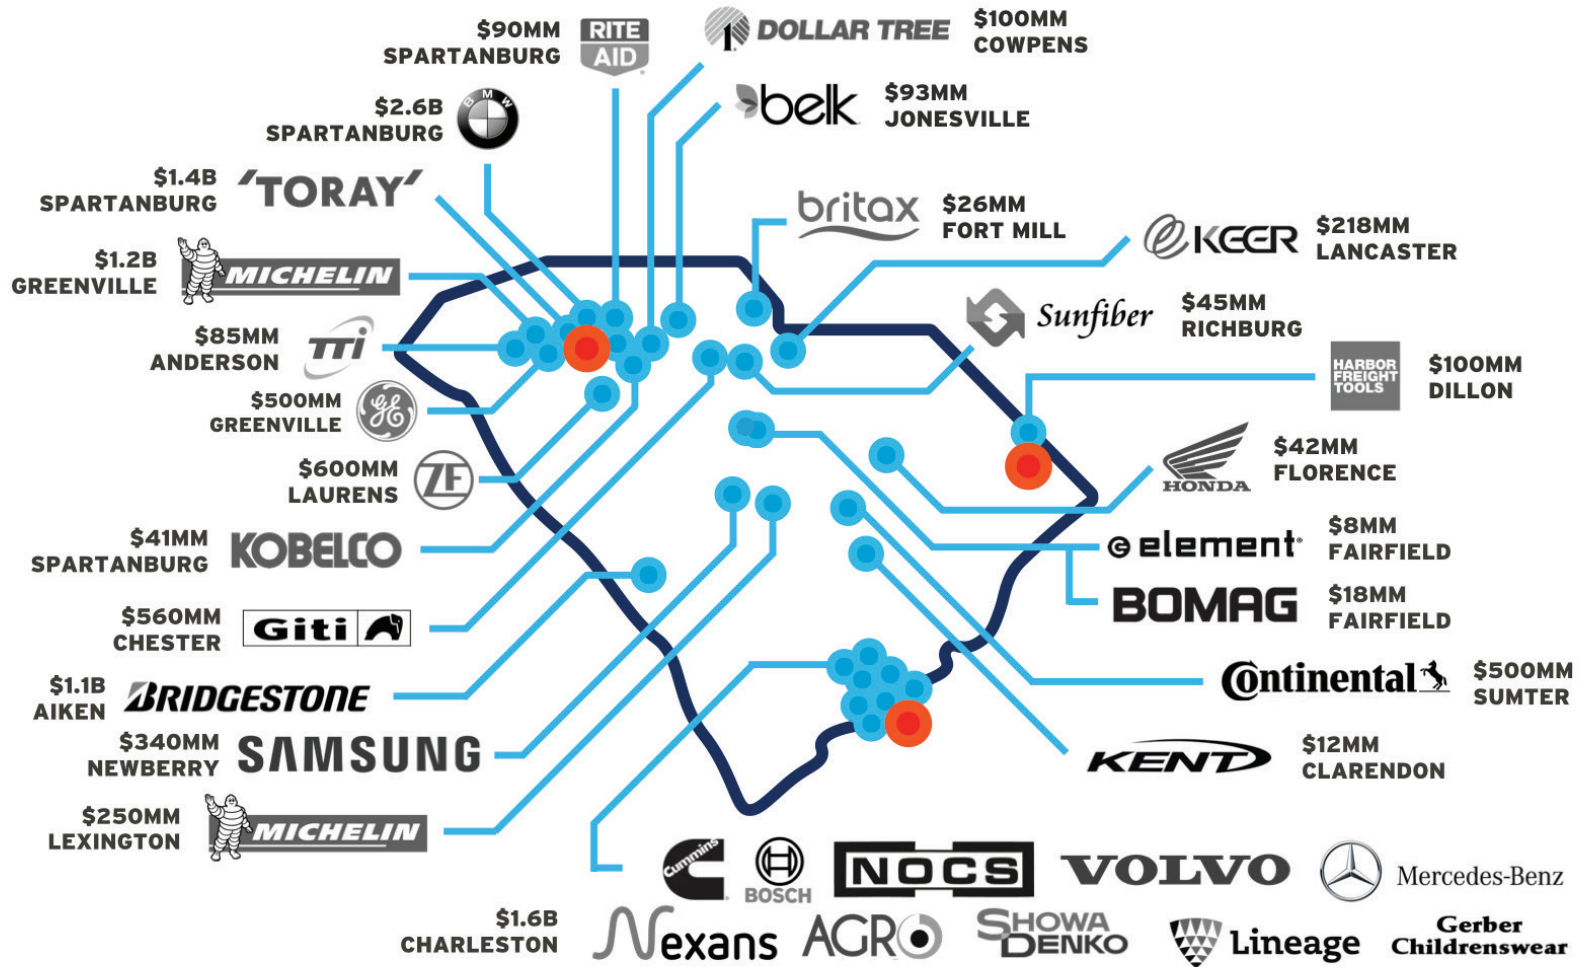 $90MM
SPARTANBURG
RITE
AID
1
DOLLAR TREE
$100MM
COWPENS
$2.6B
SPARTANBURG
BMW
belk
$93MM
JONESVILLE
$1.4B
SPARTANBURG
'TORAY'
britax
$26MM
FORT MILL
KEER
$218MM
LANCASTER
$1.2B
GREENVILLE
MICHELIN
Sunfiber
$45MM
RICHBURG
$85MM
ANDERSON
TTi
HARBOR
FREIGHT
TOOLS
$100MM
DILLON
$500MM
GREENVILLE
GE
HONDA
$42MM
FLORENCE
$600MM
LAURENS
ZF
$41MM
SPARTANBURG
KOBELCO
e element
$8MM
FAIRFIELD
$560MM
CHESTER
Giti
BOMAG
$18MM
FAIRFIELD
$1.1B
AIKEN
BRIDGESTONE
Continental
$500MM
SUMTER
$340MM
NEWBERRY
SAMSUNG
KENT
$12MM
CLARENDON
$250MM
LEXINGTON
MICHELIN
Cummins
BOSCH
NOCS
VOLVO
Mercedes-Benz
$1.6B
CHARLESTON
Nexans
AGRO
SHOWA
DENKO
Lineage
Gerber
Childrenswear